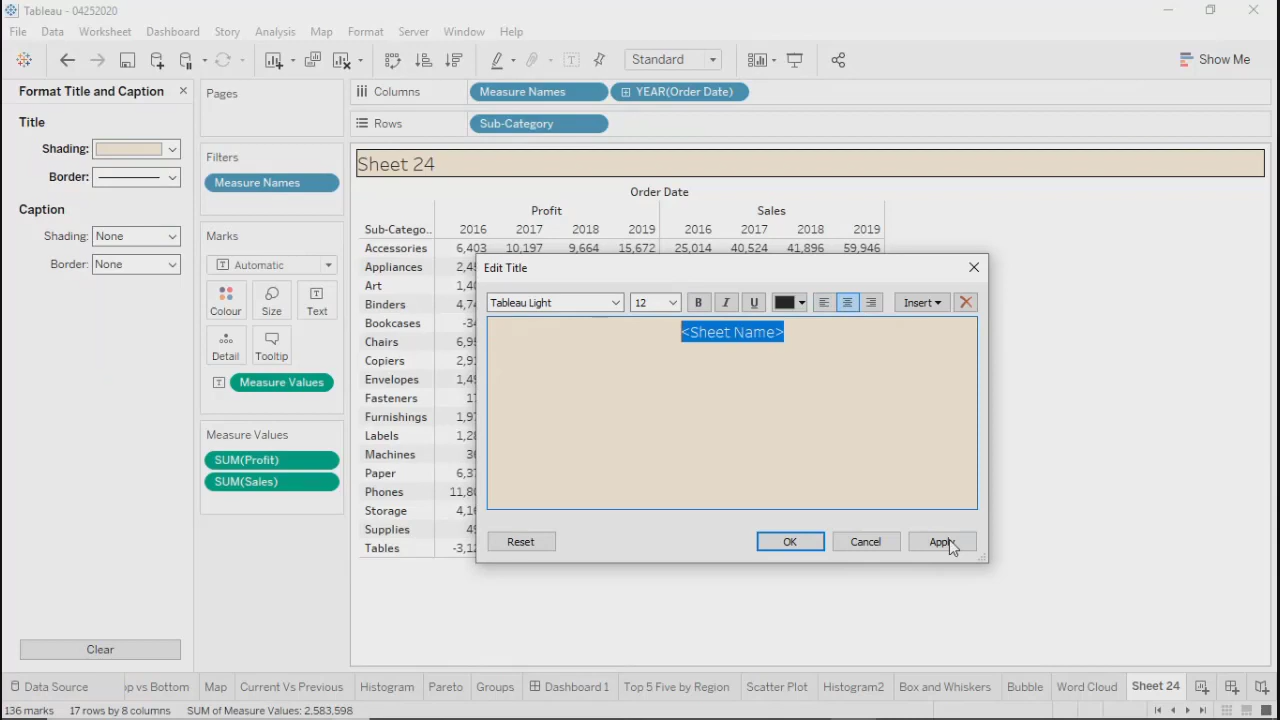 Tableau - 04252020
File Data Worksheet Dashboard Story Analysis Map Format Server Window Help
Standard
Show Me
Format Title and Caption
Title
Shading:
Border:
Caption
Shading: None
Border: None
Clear
Pages
Filters
Measure Names
Marks
Automatic
Colour Size Text
Detail Tooltip
Measure Values
Measure Values
SUM(Profit)
SUM(Sales)
Columns Measure Names YEAR(Order Date)
Rows Sub-Category
Sheet 24
Order Date
Profit Sales
Sub-Catego.. 2016 2017 2018 2019 2016 2017 2018 2019
Accessories 6,403 10,197 9,664 15,672 25,014 40,524 41,896 59,946
Appliances
Art
Binders
Bookcases
Chairs
Copiers
Envelopes
Fasteners
Furnishings
Labels
Machines
Paper
Phones
Storage
Supplies
Tables
Edit Title
Tableau Light 12 B I U Insert
<Sheet Name>
Reset OK Cancel Apply
Data Source op vs Bottom Map Current Vs Previous Histogram Pareto Groups Dashboard 1 Top 5 Five by Region Scatter Plot Histogram2 Box and Whiskers Bubble Word Cloud Sheet 24
136 marks 17 rows by 8 columns SUM of Measure Values: 2,583,598